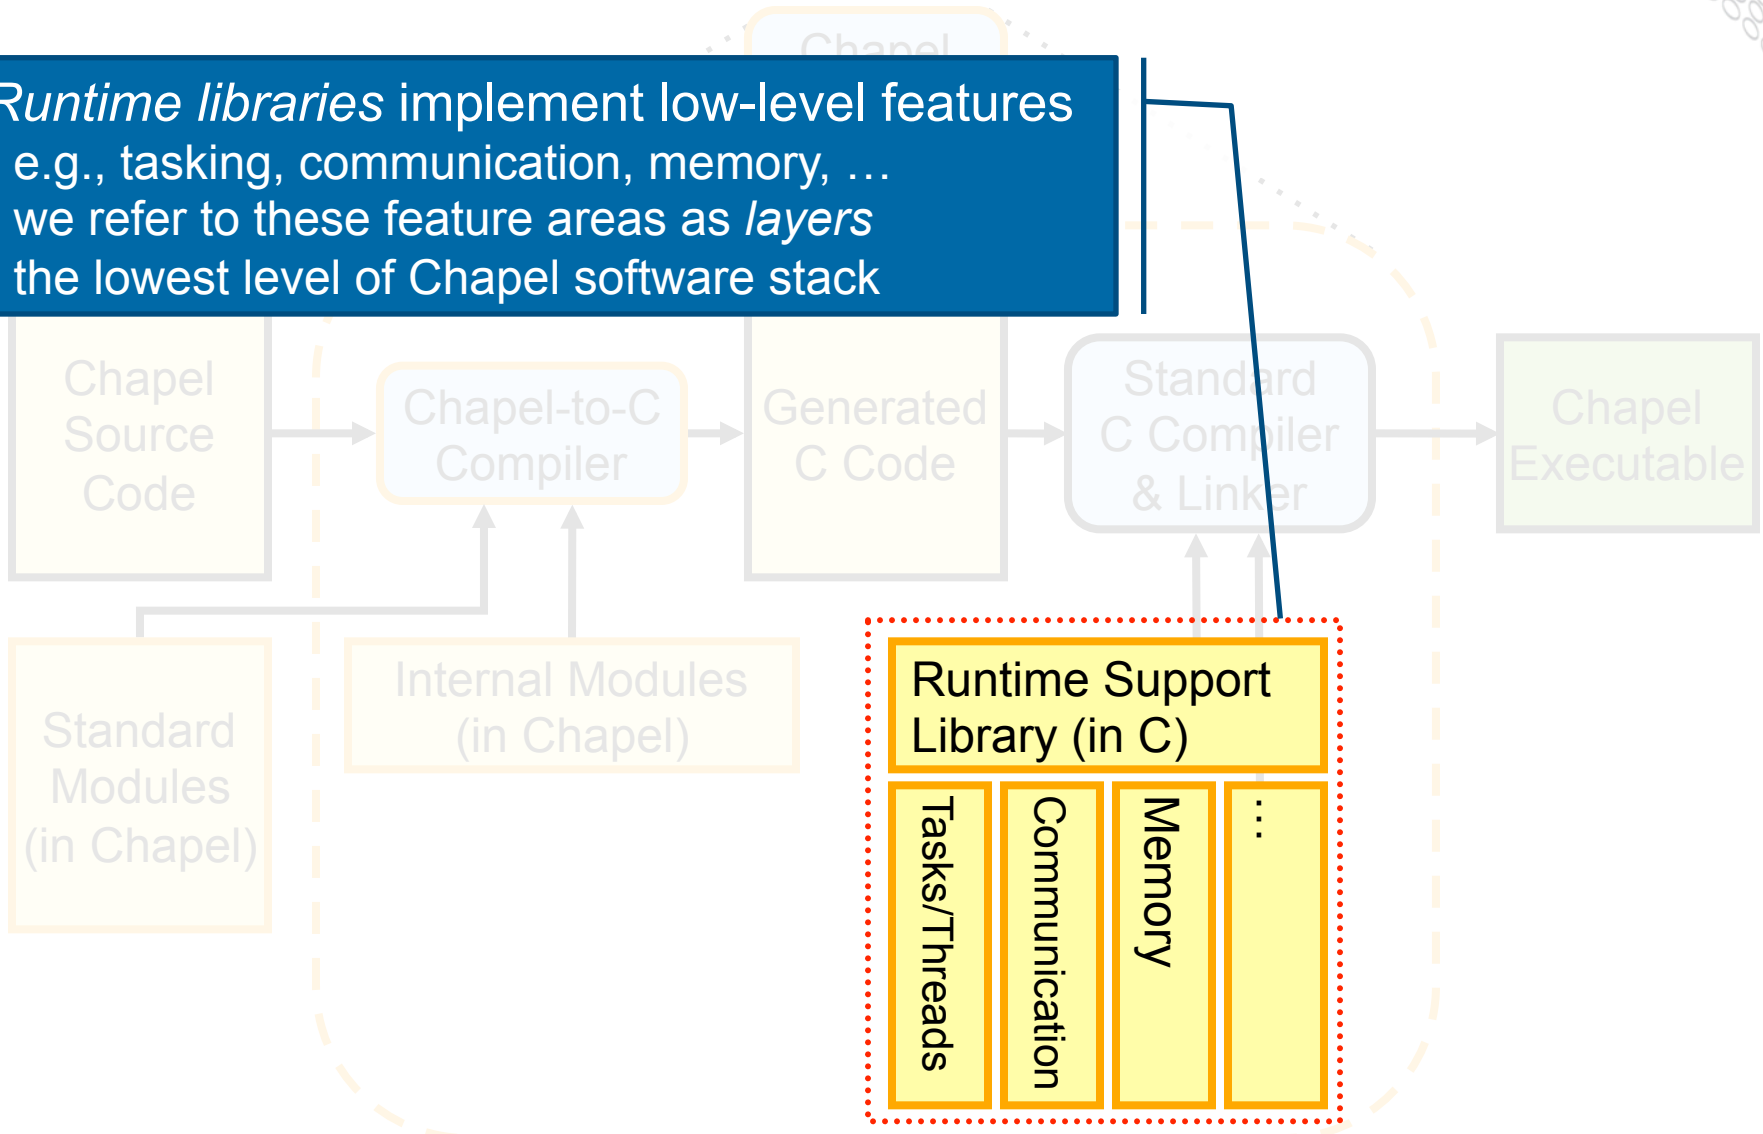 Chapel
Runtime libraries implement low-level features
e.g., tasking, communication, memory, …
we refer to these feature areas as layers
the lowest level of Chapel software stack
Chapel
Source
Code
Chapel-to-C
Compiler
Generated
C Code
Standard
C Compiler
& Linker
Chapel
Executable
Standard
Modules
(in Chapel)
Internal Modules
(in Chapel)
Runtime Support
Library (in C)
Tasks/Threads
Communication
Memory
…